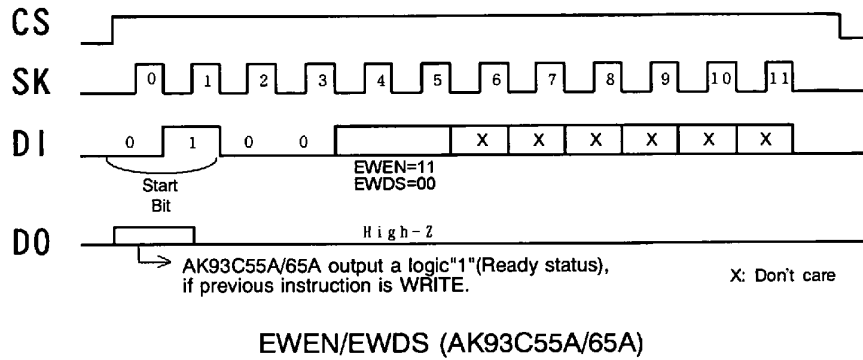 CS
SK 0 1 2 3 4 5 6 7 8 9 10 11
DI 0 1 0 0 X X X X X X
Start
Bit
EWEN=11
EWDS=00
DO High-Z
AK93C55A/65A output a logic"1"(Ready status),
if previous instruction is WRITE.
X: Don't care
EWEN/EWDS (AK93C55A/65A)